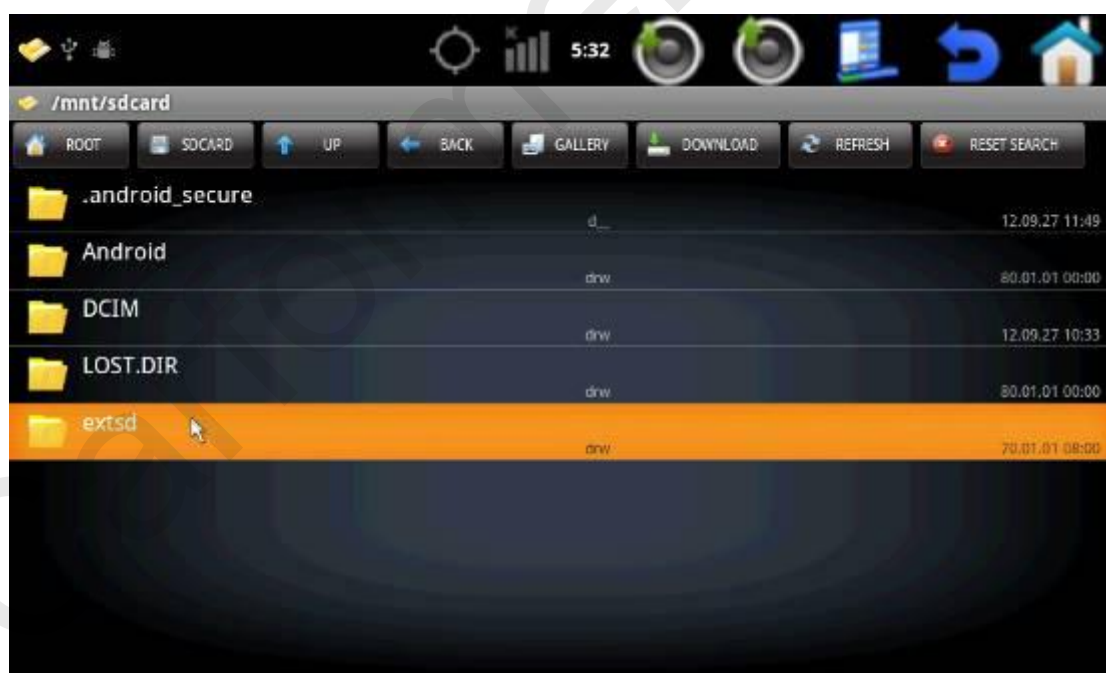 5:32
/mnt/sdcard
ROOT SDCARD UP BACK GALLERY DOWNLOAD REFRESH RESET SEARCH
.android_secure
d__ 12.09.27 11:49
Android
drw 80.01.01 00:00
DCIM
drw 12.09.27 10:33
LOST.DIR
drw 80.01.01 00:00
extsd
drw 70.01.01 08:00